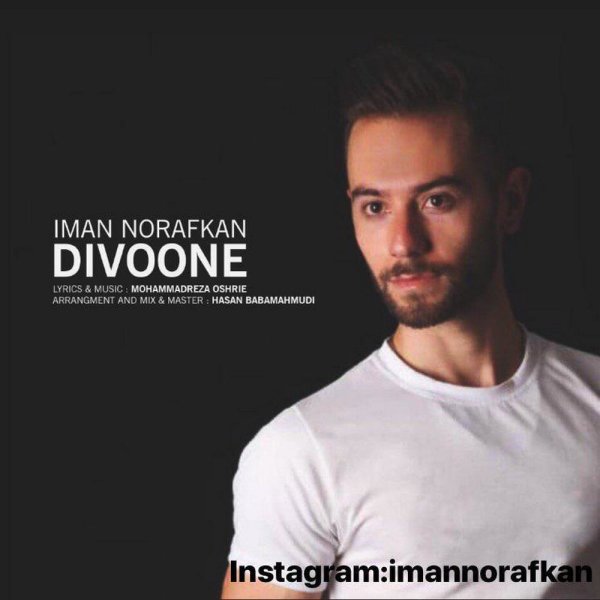 IMAN NORAFKAN
DIVOONE
LYRICS & MUSIC : MOHAMMADREZA OSHRIE
ARRANGMENT AND MIX & MASTER : HASAN BABAMAHMUDI
Instagram:imannorafkan